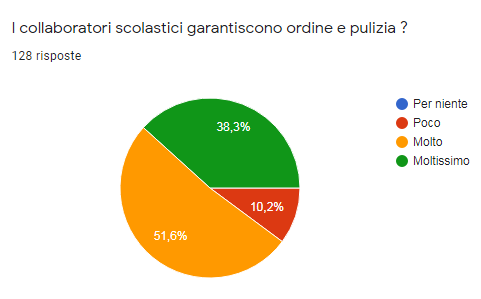 I collaboratori scolastici garantiscono ordine e pulizia ?
128 risposte
38,3%
10,2%
51,6%
Per niente
Poco
Molto
Moltissimo